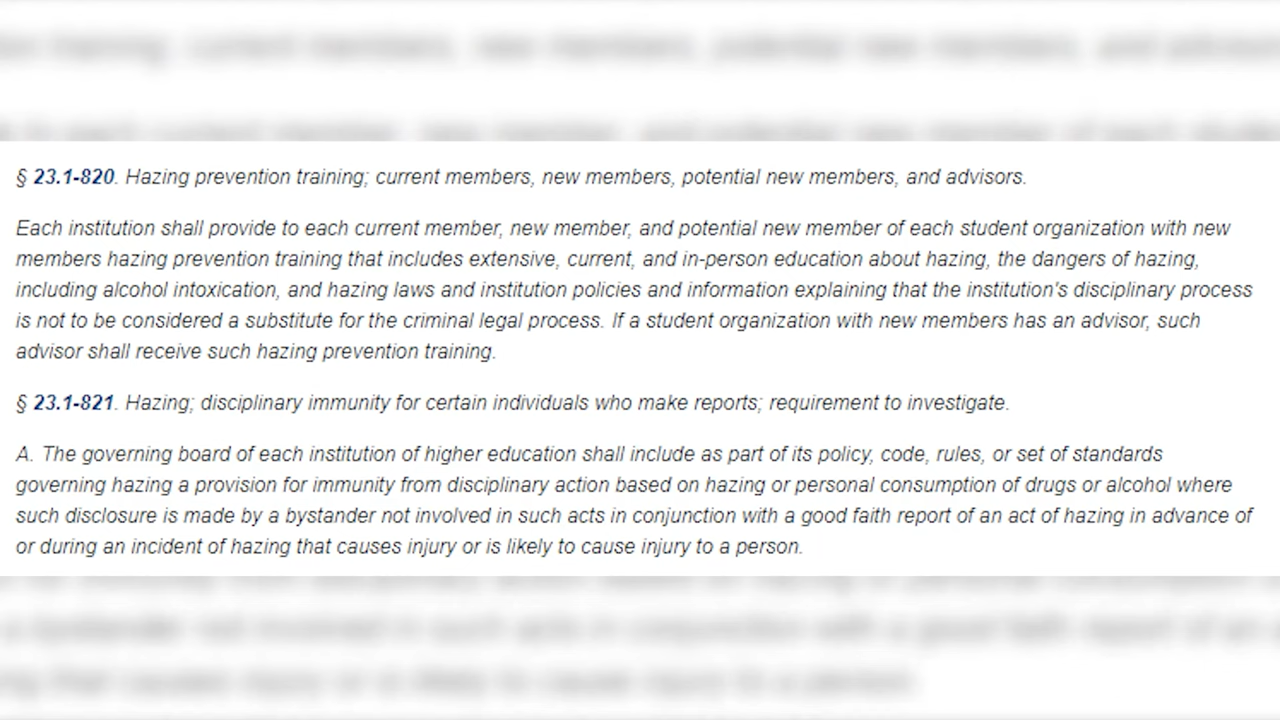 § 23.1-820. Hazing prevention training; current members, new members, potential new members, and advisors.
Each institution shall provide to each current member, new member, and potential new member of each student organization with new
members hazing prevention training that includes extensive, current, and in-person education about hazing, the dangers of hazing,
including alcohol intoxication, and hazing laws and institution policies and information explaining that the institution's disciplinary process
is not to be considered a substitute for the criminal legal process. If a student organization with new members has an advisor, such
advisor shall receive such hazing prevention training.
§ 23.1-821. Hazing; disciplinary immunity for certain individuals who make reports; requirement to investigate.
A. The governing board of each institution of higher education shall include as part of its policy, code, rules, or set of standards
governing hazing a provision for immunity from disciplinary action based on hazing or personal consumption of drugs or alcohol where
such disclosure is made by a bystander not involved in such acts in conjunction with a good faith report of an act of hazing in advance of
or during an incident of hazing that causes injury or is likely to cause injury to a person.